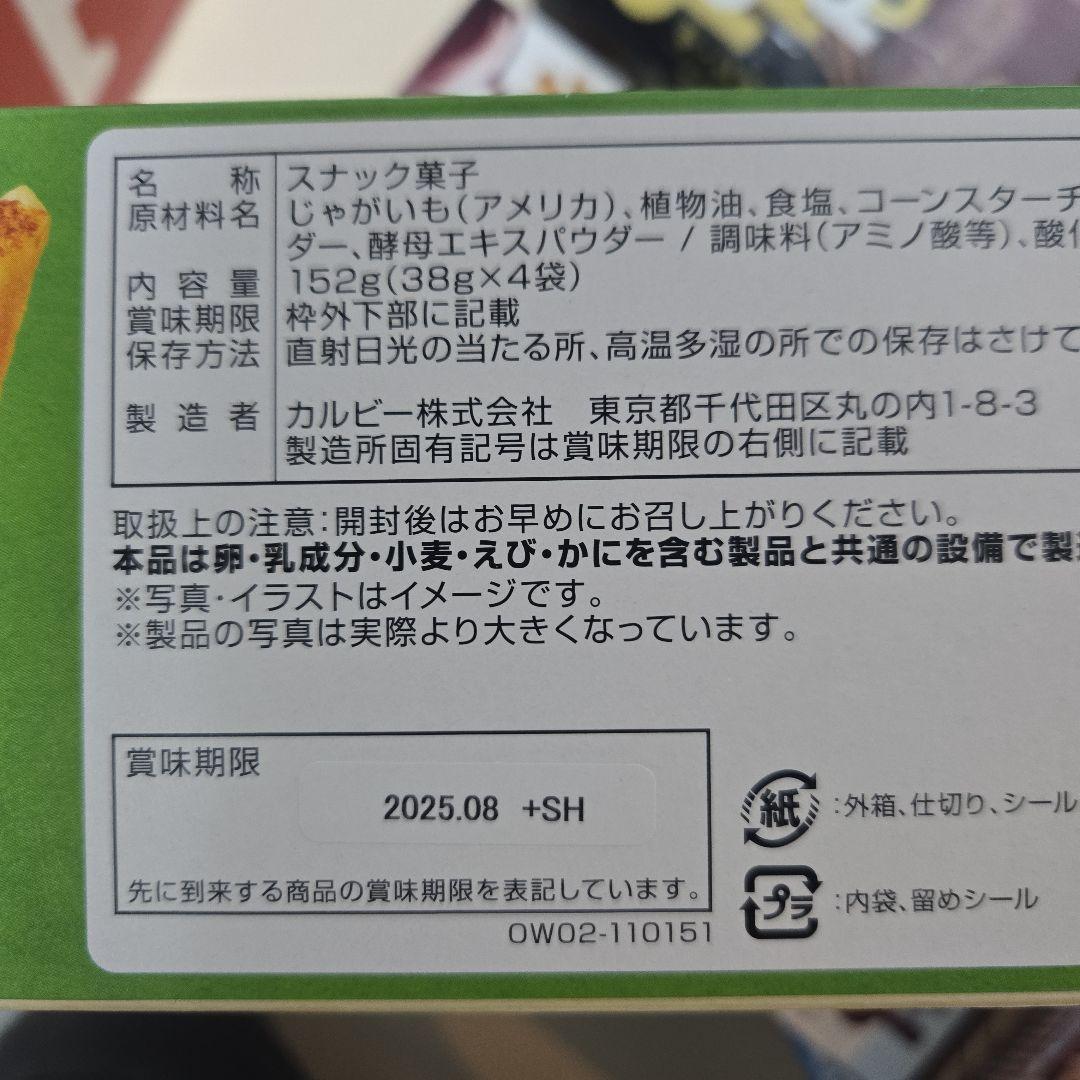 名称 スナック菓子
原材料名 じゃがいも(アメリカ)、植物油、食塩、コーンスターチ
ダー、酵母エキスパウダー / 調味料(アミノ酸等)、酸
内容量 152g(38g×4袋)
賞味期限 枠外下部に記載
保存方法 直射日光の当たる所、高温多湿の所での保存はさけて
製造者 カルビー株式会社 東京都千代田区丸の内1-8-3
製造所固有記号は賞味期限の右側に記載
取扱上の注意:開封後はお早めにお召し上がりください。
本品は卵・乳成分・小麦・えび・かにを含む製品と共通の設備で製
※写真・イラストはイメージです。
※製品の写真は実際より大きくなっています。
賞味期限
2025.08 +SH
先に到来する商品の賞味期限を表記しています。
0W02-110151
紙 :外箱、仕切り、シール
プラ :内袋、留めシール